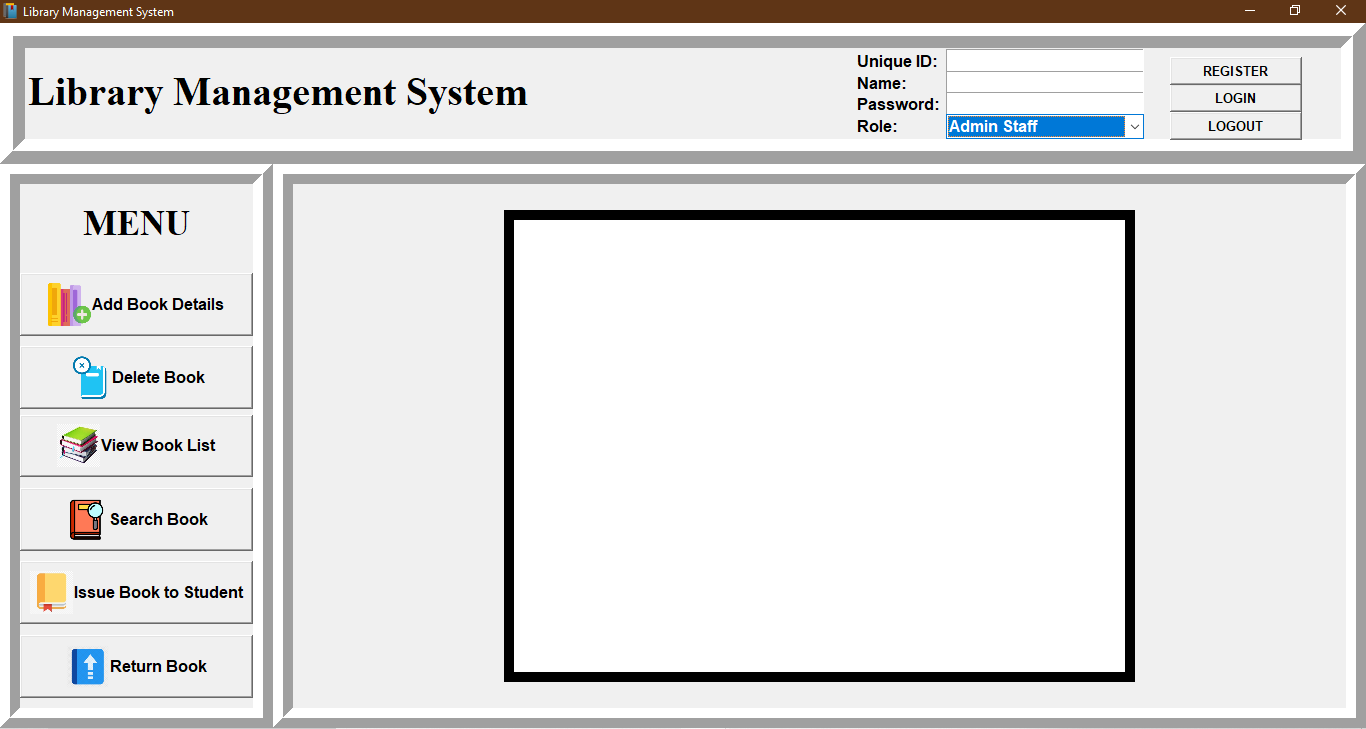 Library Management System
Library Management System
Unique ID:
Name:
Password:
Role:
Admin Staff
REGISTER
LOGIN
LOGOUT
MENU
Add Book Details
Delete Book
View Book List
Search Book
Issue Book to Student
Return Book